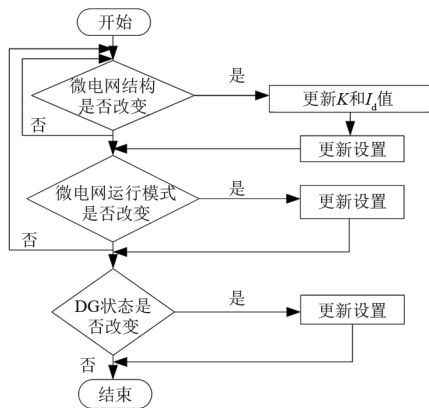 开始
微电网结构
是否改变
是
更新K和Id值
否
更新设置
微电网运行模式
是否改变
是
更新设置
否
DG状态是
否改变
是
更新设置
否
结束